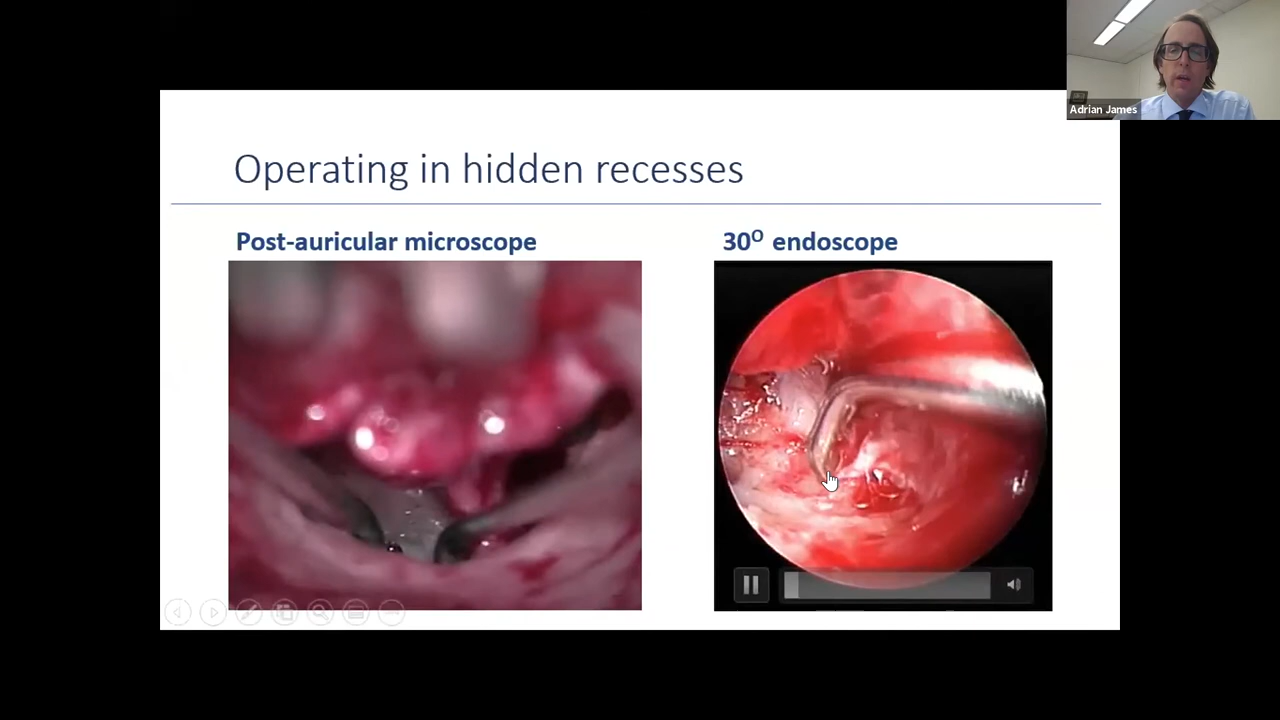 Adrian James
Operating in hidden recesses
Post-auricular microscope
30° endoscope